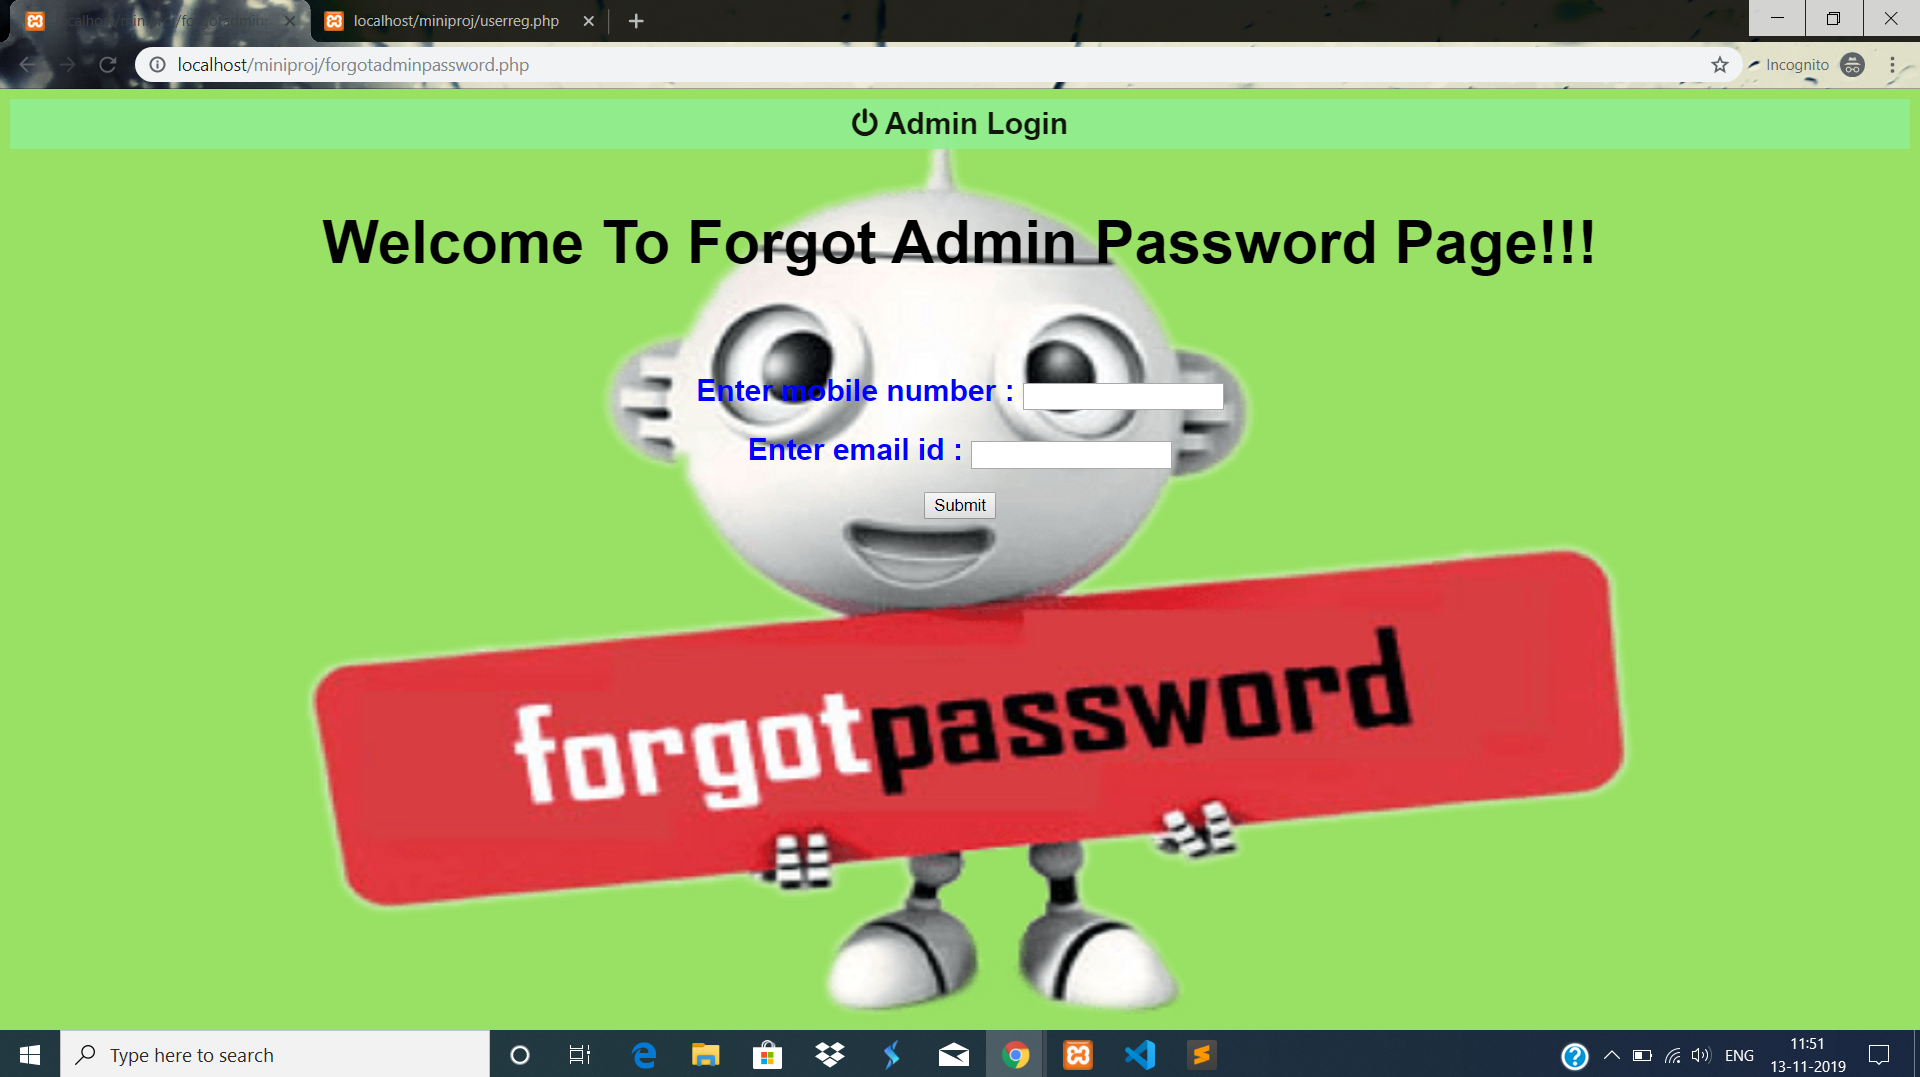 localhost/miniproj/userreg.php
localhost/miniproj/forgotadminpassword.php
Incognito
Admin Login
Welcome To Forgot Admin Password Page!!!
Enter mobile number :
Enter email id :
Submit
forgotpassword
Type here to search
ENG
11:51
13-11-2019